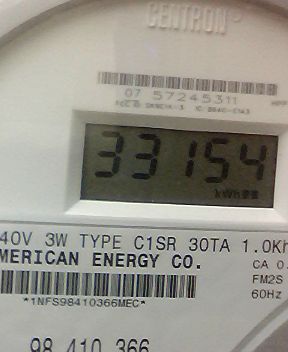 CENTRON
07 57245311
33154
kWh
40V 3W TYPE C1SR 30TA 1.0Kh
MERICAN ENERGY CO.
CA 0.
FM2S
*1NFS98410366MEC*
60Hz
98 410 366